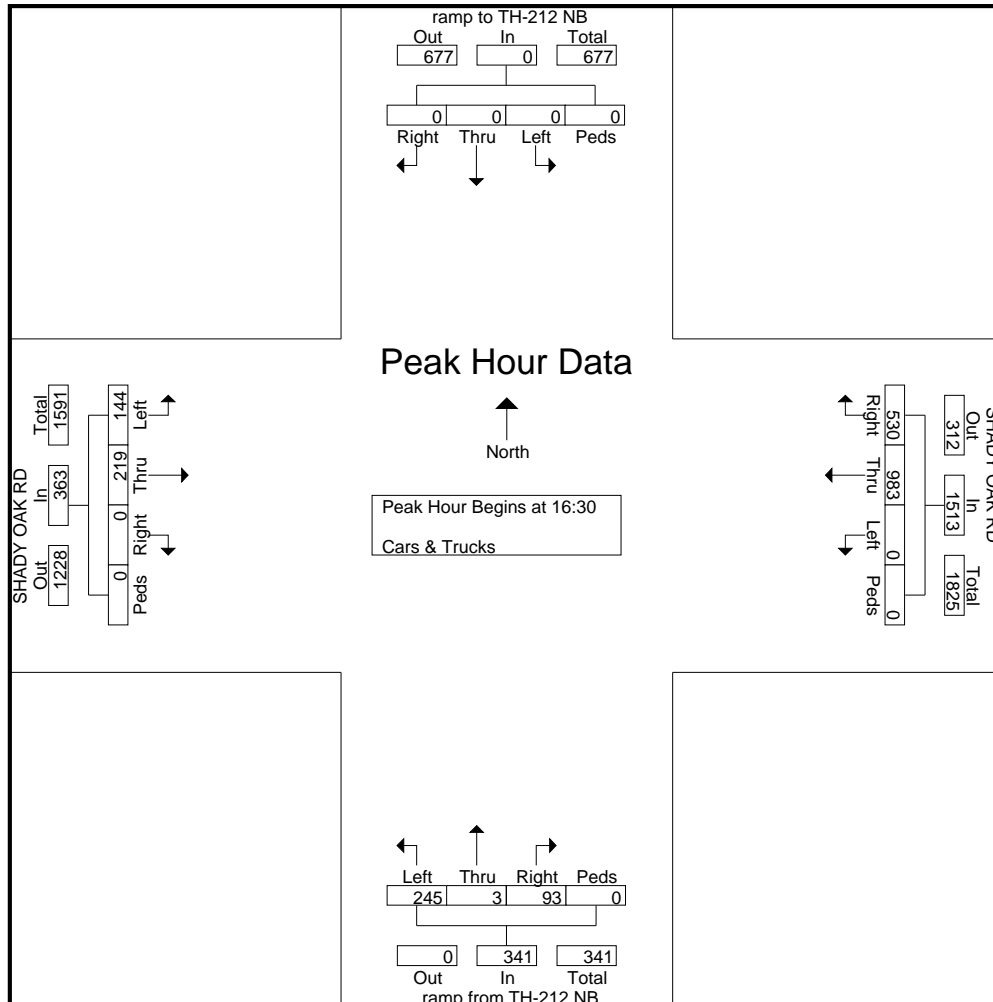 ramp to TH-212 NB
Out In Total
677 0 677
0 0 0 0
Right Thru Left Peds
Peak Hour Data
North
Peak Hour Begins at 16:30
Cars & Trucks
SHADY OAK RD
Total In Out
1591 363 1228
144 219 0 0
Left Thru Right Peds
SHADY OAK RD
Out In Total
312 1513 1825
530 983 0 0
Right Thru Left Peds
Left Thru Right Peds
245 3 93 0
0 341 341
Out In Total
ramp from TH-212 NB